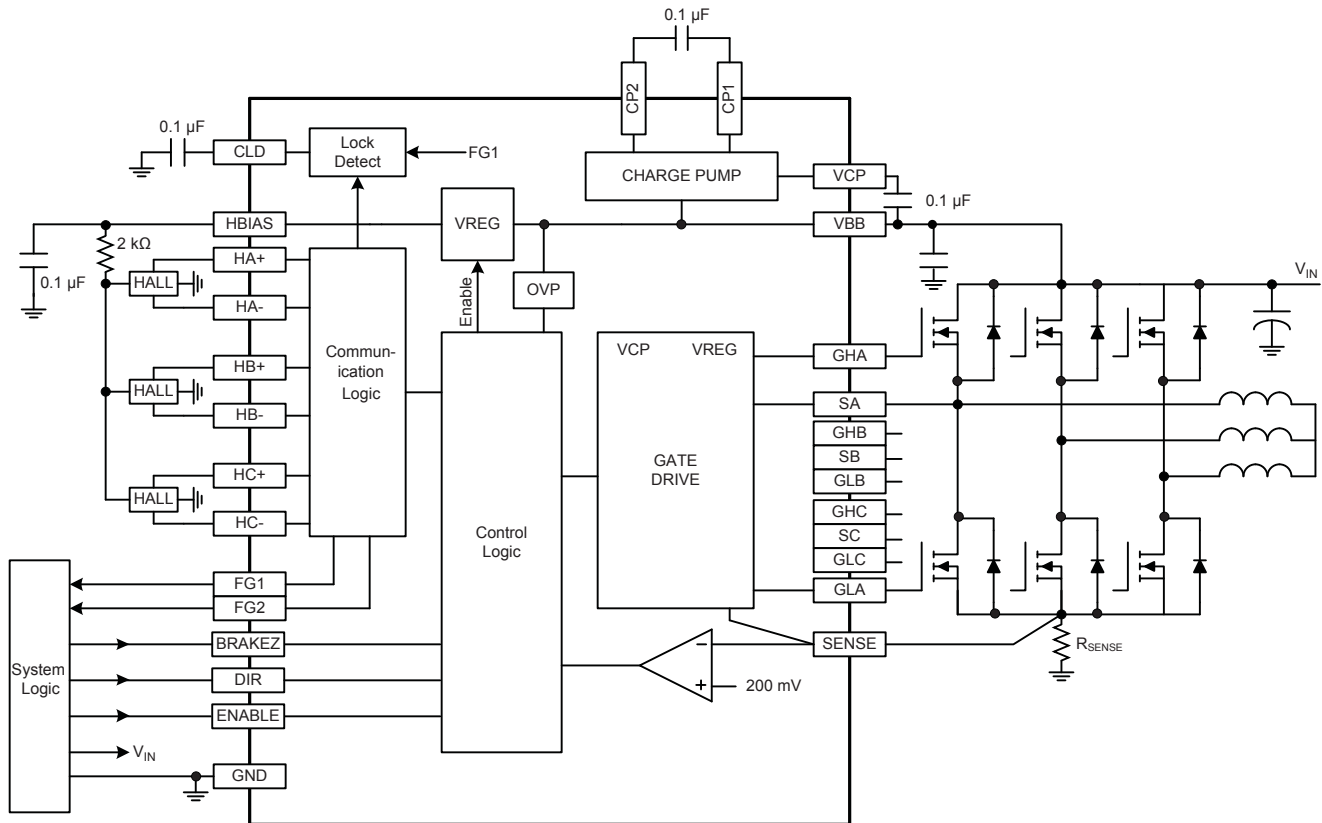 0.1 µF
CP2
CP1
0.1 µF
CLD
Lock
Detect
FG1
CHARGE PUMP
VCP
0.1 µF
HBIAS
VREG
VBB
2 kΩ
0.1 µF
HA+
HALL
HA-
Enable
OVP
V_IN
HB+
HALL
HB-
Commun-
ication
Logic
VCP
VREG
GHA
SA
GHB
SB
GLB
GATE
DRIVE
HC+
HALL
HC-
GHC
SC
GLC
GLA
Control
Logic
FG1
FG2
BRAKEZ
DIR
ENABLE
V_IN
GND
System
Logic
−
+
200 mV
SENSE
R_SENSE